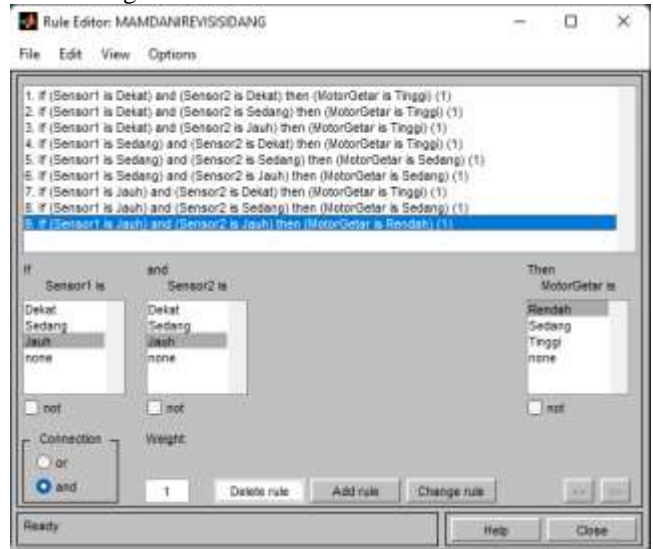 Rule Editor: MAMDANIREVISISIDANG
File Edit View Options
1. If (Sensor1 is Dekat) and (Sensor2 is Dekat) then (MotorGetar is Tinggi) (1)
2. If (Sensor1 is Dekat) and (Sensor2 is Sedang) then (MotorGetar is Tinggi) (1)
3. If (Sensor1 is Dekat) and (Sensor2 is Jauh) then (MotorGetar is Tinggi) (1)
4. If (Sensor1 is Sedang) and (Sensor2 is Dekat) then (MotorGetar is Tinggi) (1)
5. If (Sensor1 is Sedang) and (Sensor2 is Sedang) then (MotorGetar is Sedang) (1)
6. If (Sensor1 is Sedang) and (Sensor2 is Jauh) then (MotorGetar is Sedang) (1)
7. If (Sensor1 is Jauh) and (Sensor2 is Dekat) then (MotorGetar is Tinggi) (1)
8. If (Sensor1 is Jauh) and (Sensor2 is Sedang) then (MotorGetar is Sedang) (1)
9. If (Sensor1 is Jauh) and (Sensor2 is Jauh) then (MotorGetar is Rendah) (1)
If and Then
Sensor1 is Sensor2 is MotorGetar is
Dekat Dekat Rendah
Sedang Sedang Sedang
Jauh Jauh Tinggi
none none none
not not not
Connection Weight:
or
and 1 Delete rule Add rule Change rule << >>
Ready Help Close